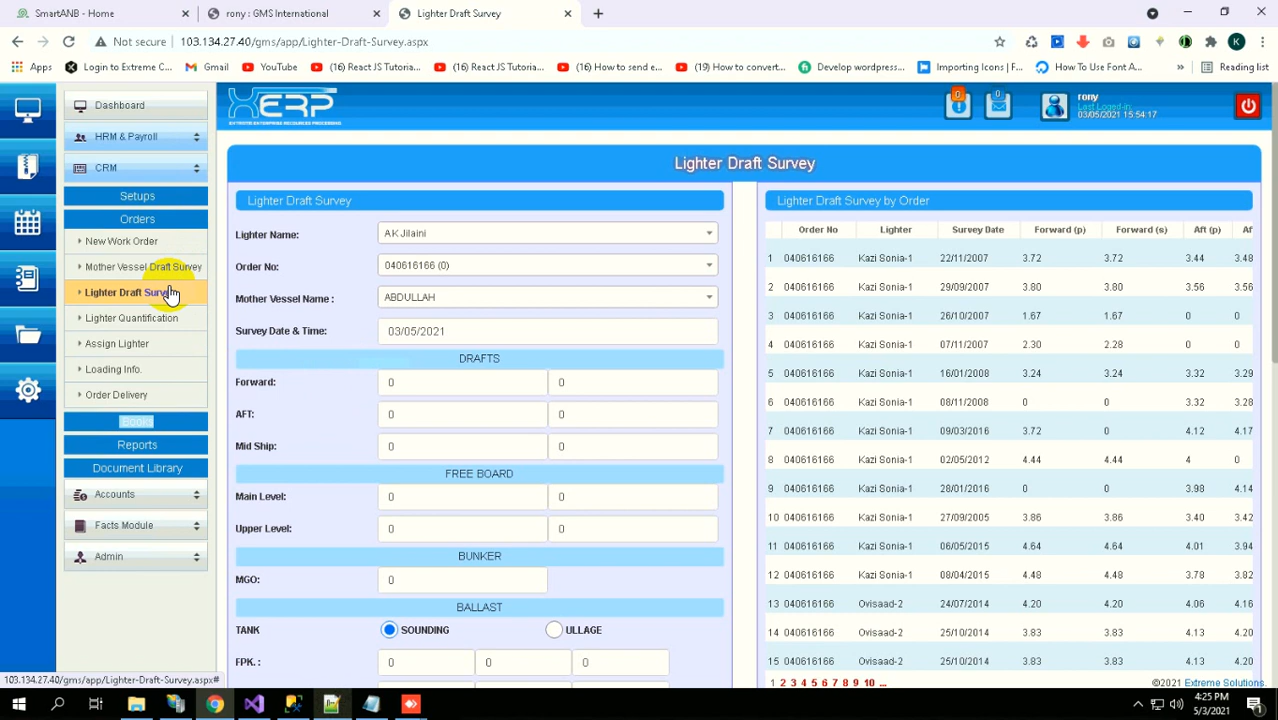 SmartANB - Home
rony : GMS International
Lighter Draft Survey
Not secure 103.134.27.40/gms/app/Lighter-Draft-Survey.aspx
K
Apps
Login to Extreme C...
Gmail
YouTube
(16) React JS Tutoria...
(16) React JS Tutoria...
(16) How to send e...
(19) How to convert...
Develop wordpress...
Importing Icons | F...
How To Use Font A...
Reading list
Dashboard
HRM & Payroll
CRM
Setups
Orders
New Work Order
Mother Vessel Draft Survey
Lighter Draft Survey
Lighter Quantification
Assign Lighter
Loading Info.
Order Delivery
Books
Reports
Document Library
Accounts
Facts Module
Admin
XERP
EXTREME ENTERPRISE RESOURCES PROCESSING
0
0
rony
Last Loged-in:
03/05/2021 15:54:17
Lighter Draft Survey
Lighter Draft Survey
Lighter Name: AK Jilaini
Order No: 040616166 (0)
Mother Vessel Name : ABDULLAH
Survey Date & Time: 03/05/2021
DRAFTS
Forward: 0 0
AFT: 0 0
Mid Ship: 0 0
FREE BOARD
Main Level: 0 0
Upper Level: 0 0
BUNKER
MGO: 0
BALLAST
TANK SOUNDING ULLAGE
FPK. : 0 0 0
Lighter Draft Survey by Order
Order No Lighter Survey Date Forward (p) Forward (s) Aft (p) Af
1 040616166 Kazi Sonia-1 22/11/2007 3.72 3.72 3.44 3.48
2 040616166 Kazi Sonia-1 29/09/2007 3.80 3.80 3.56 3.56
3 040616166 Kazi Sonia-1 26/10/2007 1.67 1.67 0 0
4 040616166 Kazi Sonia-1 07/11/2007 2.30 2.28 0 0
5 040616166 Kazi Sonia-1 16/01/2008 3.24 3.24 3.32 3.29
6 040616166 Kazi Sonia-1 08/11/2008 0 0 3.32 3.28
7 040616166 Kazi Sonia-1 09/03/2016 3.72 3.72 4.12 4.17
8 040616166 Kazi Sonia-1 02/05/2012 4.44 4.44 4 0
9 040616166 Kazi Sonia-1 28/01/2016 0 0 3.98 4.14
10 040616166 Kazi Sonia-1 27/09/2005 3.86 3.86 3.40 3.42
11 040616166 Kazi Sonia-1 06/05/2015 4.64 4.64 4.01 3.94
12 040616166 Kazi Sonia-1 08/04/2015 4.48 4.48 3.78 3.82
13 040616166 Ovisaad-2 24/07/2014 4.20 4.20 4.06 4.16
14 040616166 Ovisaad-2 25/10/2014 3.83 3.83 4.13 4.20
15 040616166 Ovisaad-2 25/10/2014 3.83 3.83 4.13 4.20
1 2 3 4 5 6 7 8 9 10 ...
©2021 Extreme Solutions.
103.134.27.40/gms/app/Lighter-Draft-Survey.aspx#
4:25 PM
5/3/2021
1